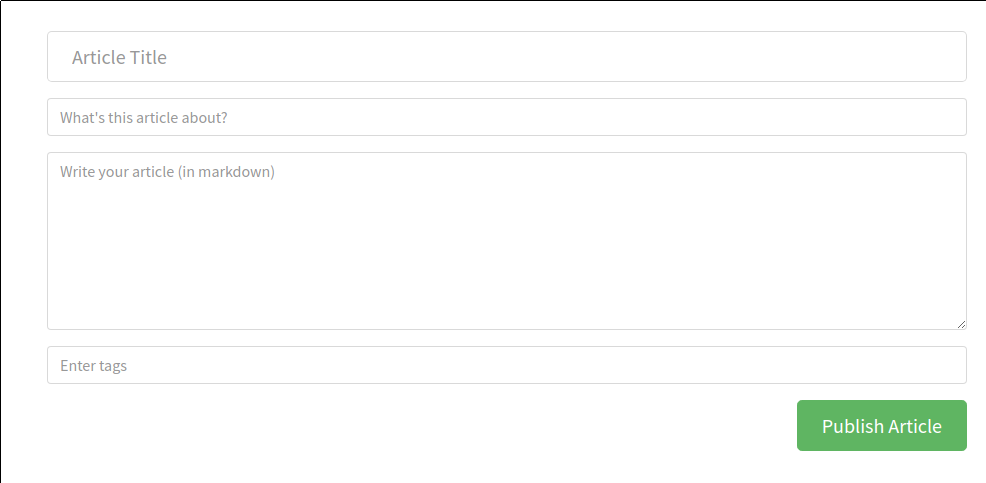 Article Title
What's this article about?
Write your article (in markdown)
Enter tags
Publish Article